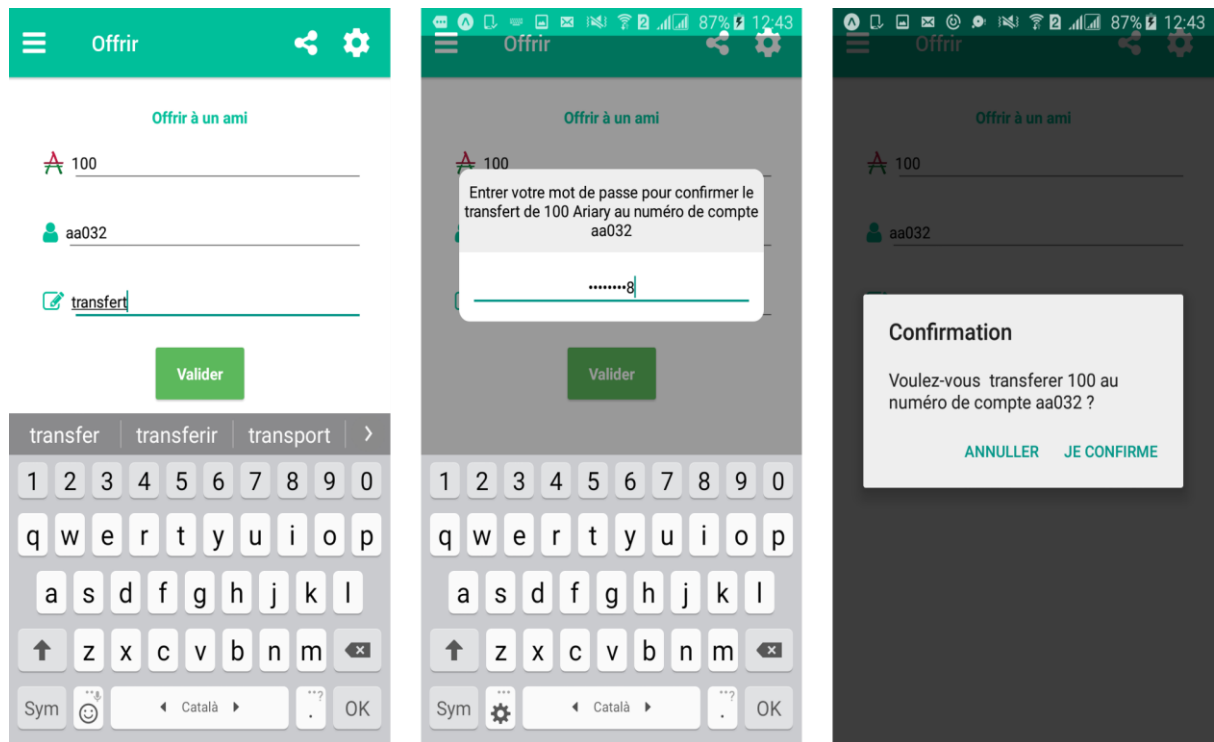 Offrir
Offrir à un ami
100
aa032
transfert
Valider
transfer transferir transport
1 2 3 4 5 6 7 8 9 0
q w e r t y u i o p
a s d f g h j k l
z x c v b n m
Sym Català . OK
2 87% 12:43
Offrir
Offrir à un ami
100
Entrer votre mot de passe pour confirmer le
transfert de 100 Ariary au numéro de compte
aa032
••••••••8
Valider
1 2 3 4 5 6 7 8 9 0
q w e r t y u i o p
a s d f g h j k l
z x c v b n m
Sym Català . OK
2 87% 12:43
Offrir
Offrir à un ami
100
aa032
Confirmation
Voulez-vous transferer 100 au
numéro de compte aa032 ?
ANNULLER JE CONFIRME